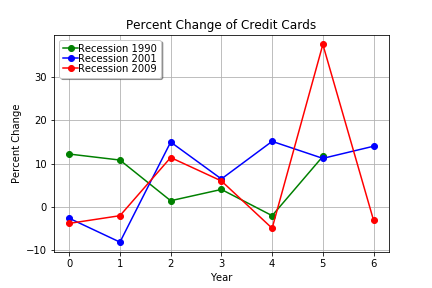 Percent Change of Credit Cards
Recession 1990
Recession 2001
Recession 2009
Percent Change
30
20
10
0
−10
0 1 2 3 4 5 6
Year